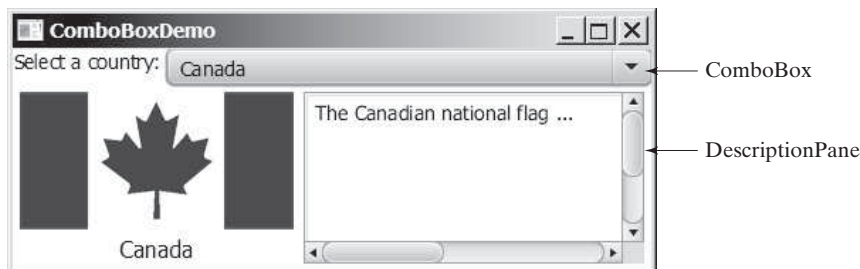 ComboBoxDemo
Select a country: Canada
ComboBox
The Canadian national flag ...
DescriptionPane
Canada